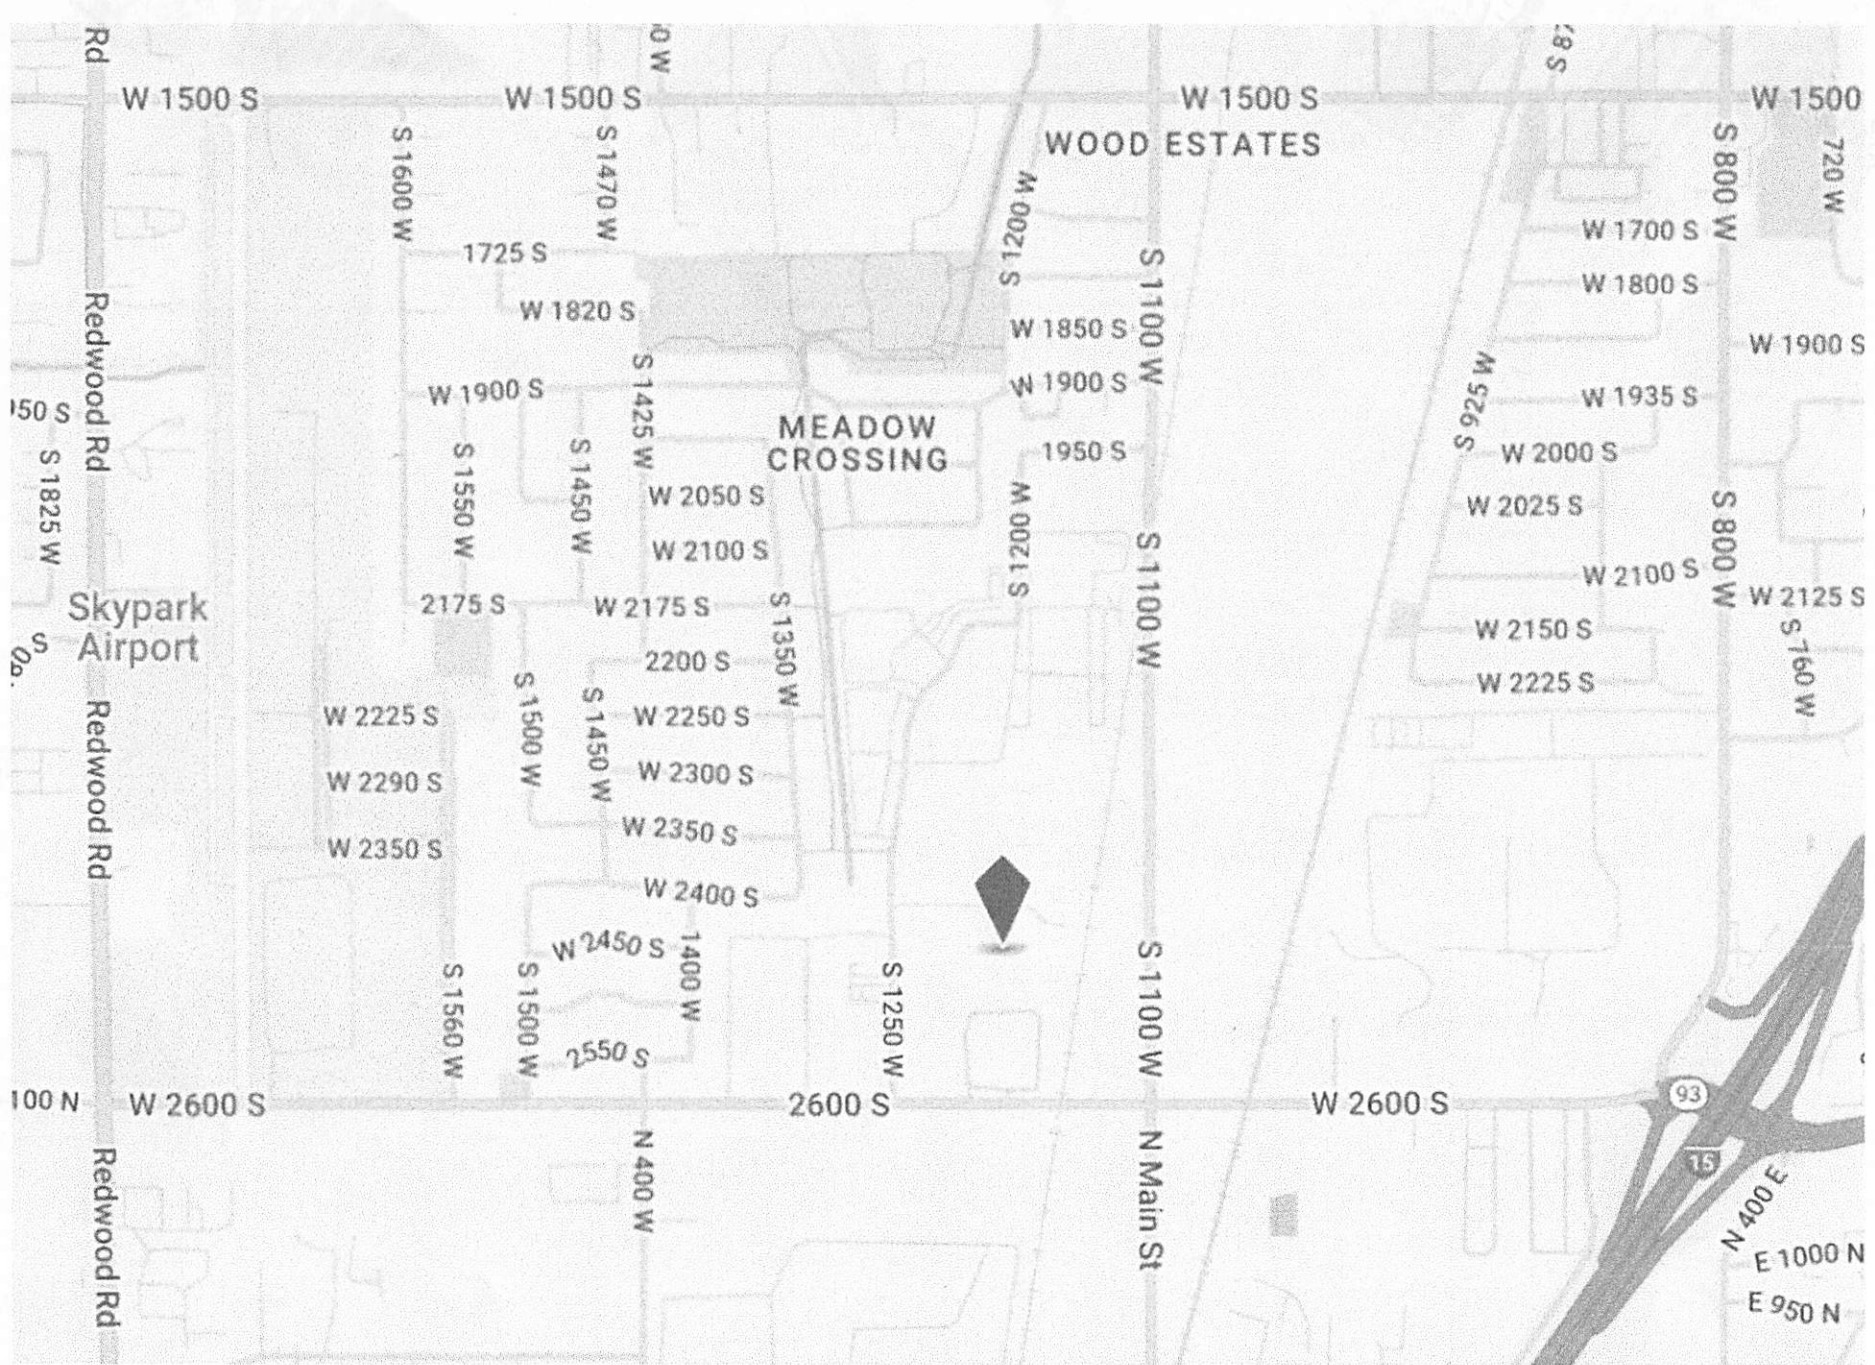 Rd
0 W
S 87
W 1500 S
W 1500 S
W 1500 S
W 1500
WOOD ESTATES
S 1600 W
S 1470 W
S 1200 W
S 800 W
720 W
1725 S
W 1700 S
W 1800 S
W 1820 S
S 1100 W
W 1850 S
W 1900 S
Redwood Rd
W 1900 S
W 1900 S
S 1425 W
S 925 W
W 1935 S
950 S
MEADOW
CROSSING
1950 S
W 2000 S
S 1825 W
S 1550 W
S 1450 W
W 2050 S
S 1200 W
W 2025 S
S 800 W
W 2100 S
S 1100 W
W 2100 S
W 2125 S
Skypark
Airport
2175 S
W 2175 S
S 1350 W
W 2150 S
S 760 W
S
2200 S
W 2225 S
Redwood Rd
W 2225 S
S 1500 W
S 1450 W
W 2250 S
W 2290 S
W 2300 S
W 2350 S
W 2350 S
W 2400 S
W 2450 S
1400 W
S 1560 W
S 1500 W
S 1250 W
S 1100 W
2550 S
100 N
W 2600 S
2600 S
W 2600 S
93
15
Redwood Rd
N 400 W
N Main St
N 400 E
E 1000 N
E 950 N